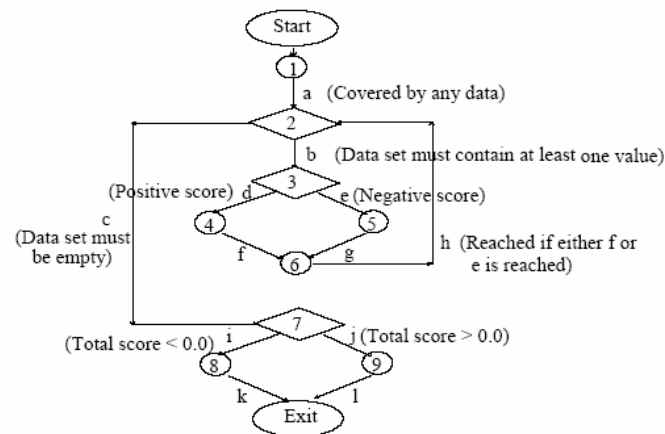 Start
1
a (Covered by any data)
2
b (Data set must contain at least one value)
3
(Positive score) d
e (Negative score)
c
(Data set must
be empty)
4
5
f
g
6
h (Reached if either f or
e is reached)
7
(Total score < 0.0) i
j (Total score > 0.0)
8
9
k
l
Exit